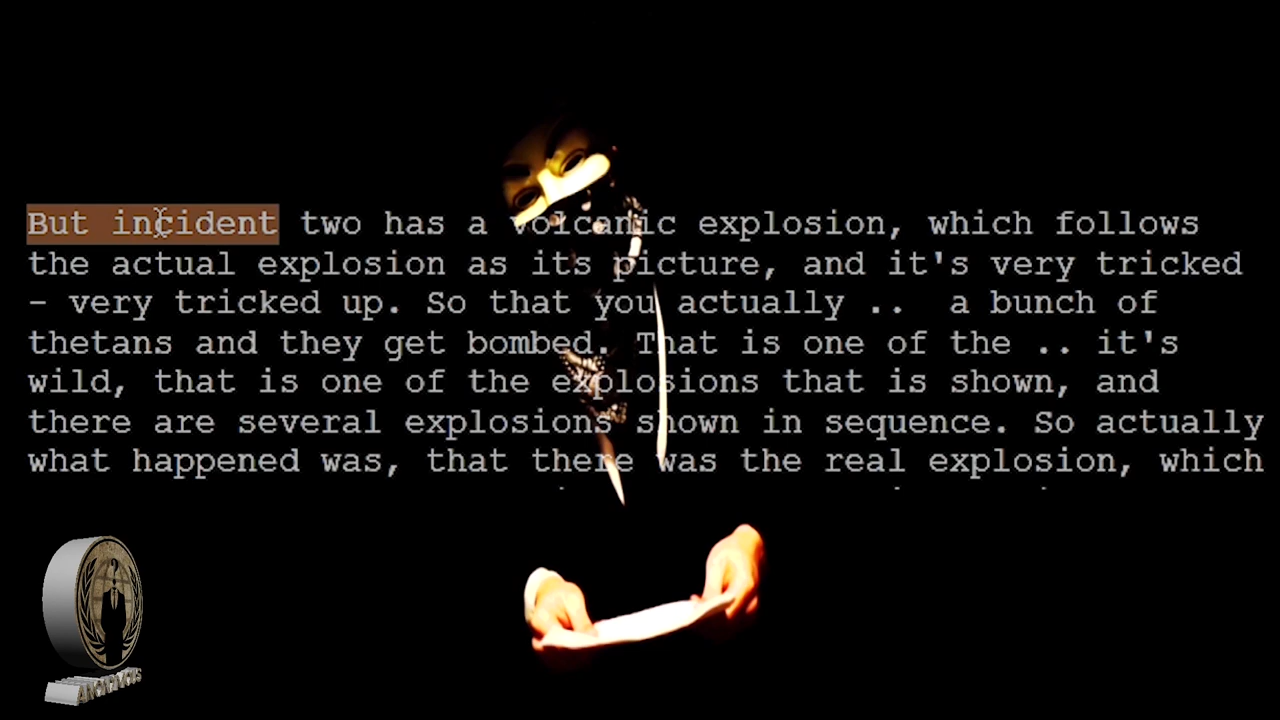 But incident two has a volcanic explosion, which follows
the actual explosion as its picture, and it's very tricked
- very tricked up. So that you actually ..  a bunch of
thetans and they get bombed. That is one of the .. it's
wild, that is one of the explosions that is shown, and
there are several explosions shown in sequence. So actually
what happened was, that there was the real explosion, which
ANONYMOUS